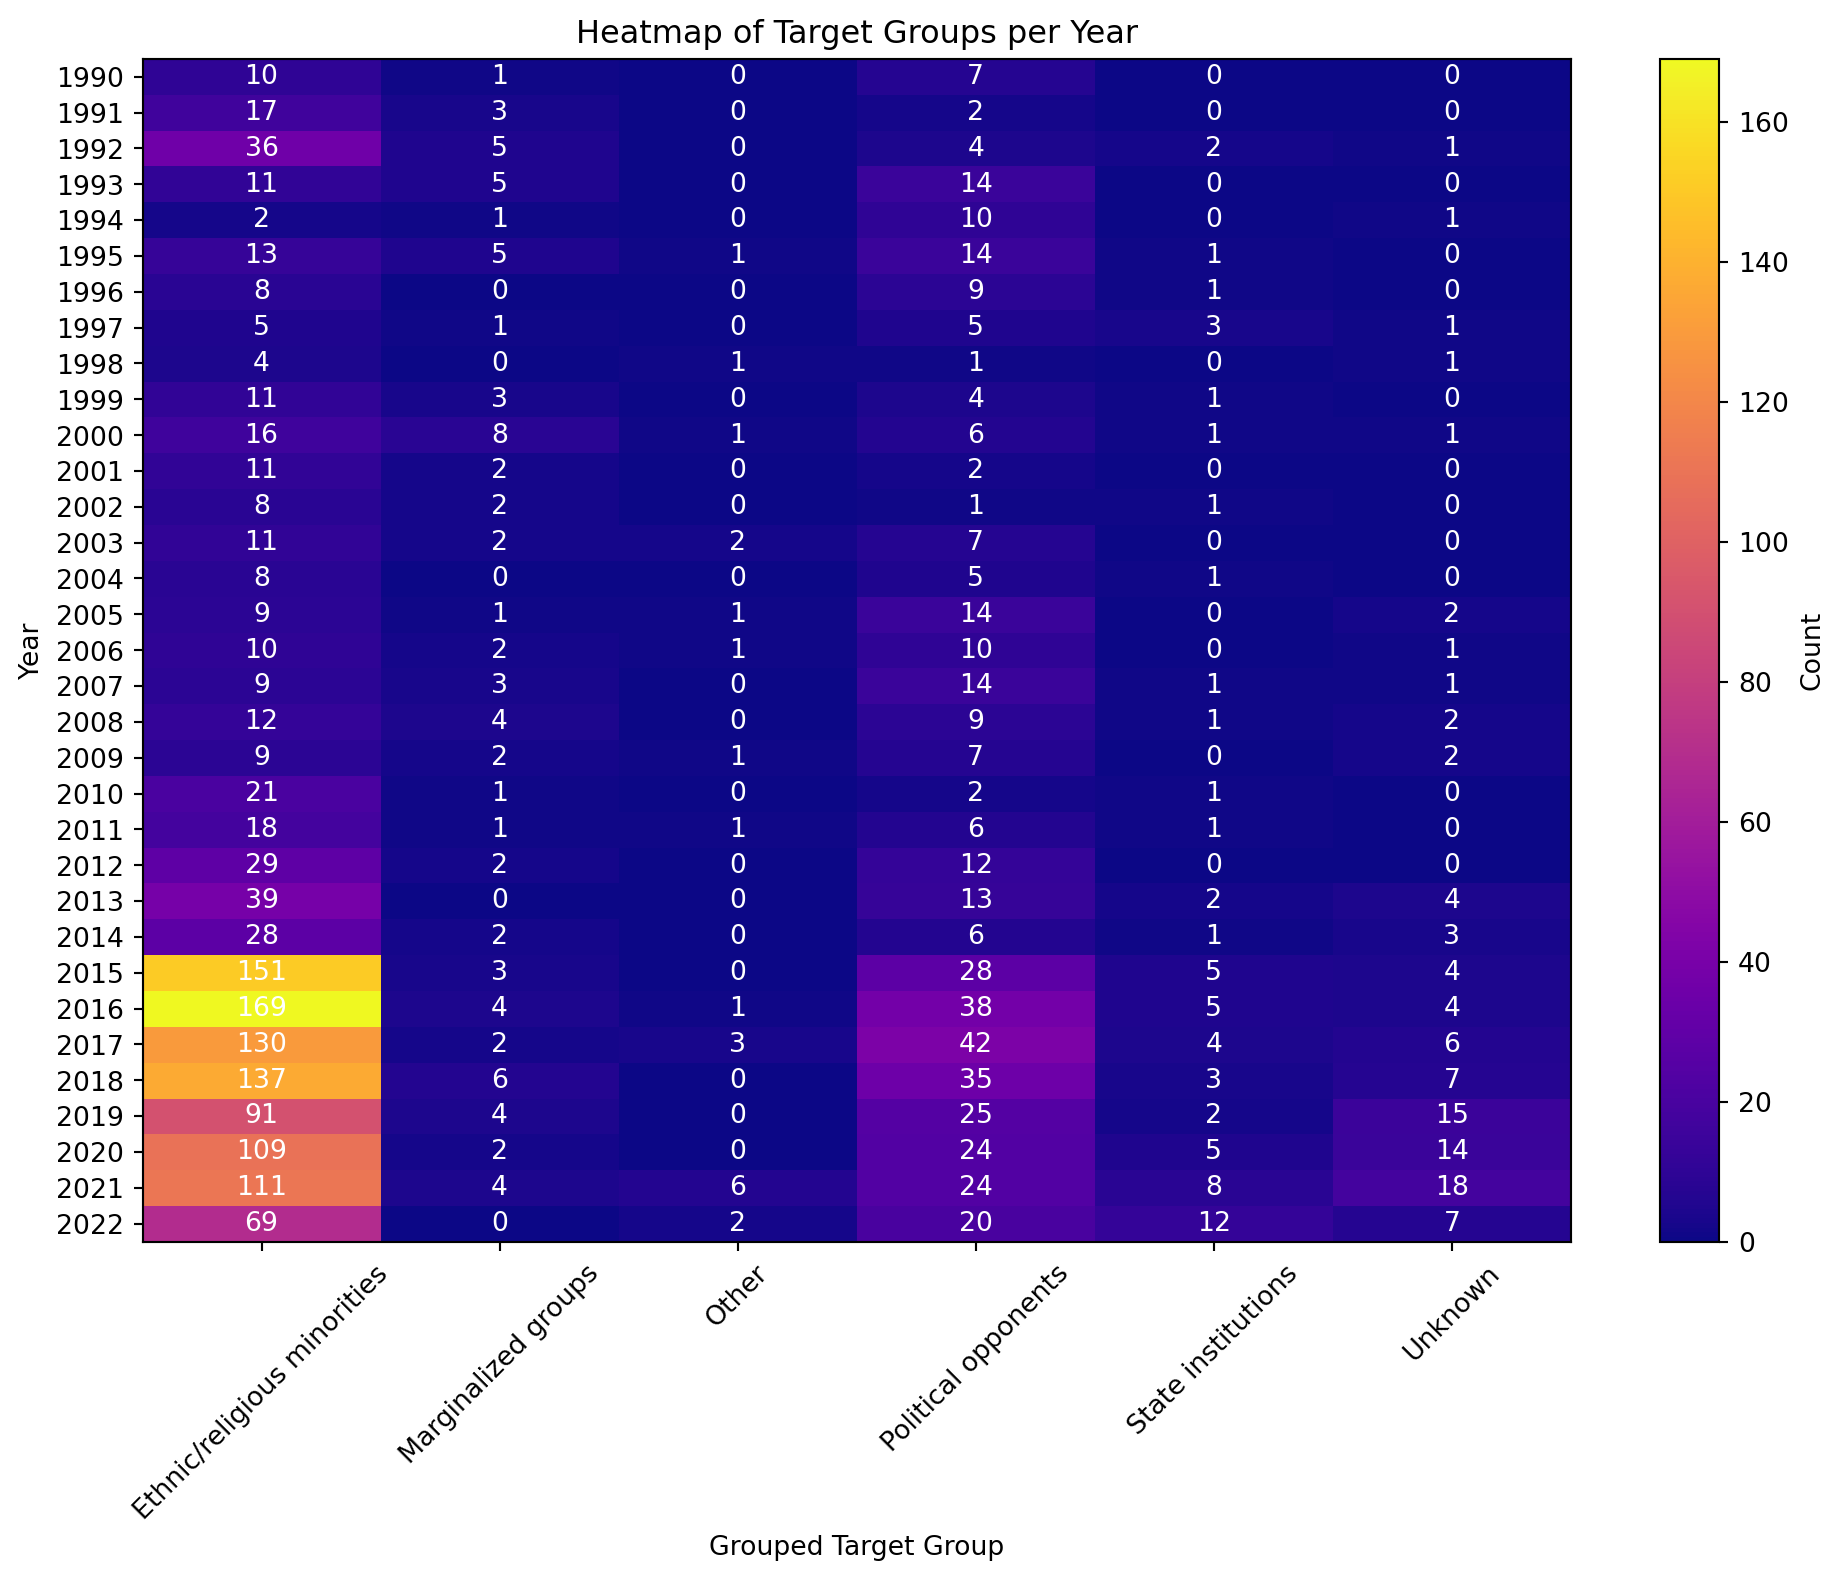 Heatmap of Target Groups per Year
1990 10 1 0 7 0 0
1991 17 3 0 2 0 0
1992 36 5 0 4 2 1
1993 11 5 0 14 0 0
1994 2 1 0 10 0 1
1995 13 5 1 14 1 0
1996 8 0 0 9 1 0
1997 5 1 0 5 3 1
1998 4 0 1 1 0 1
1999 11 3 0 4 1 0
2000 16 8 1 6 1 1
2001 11 2 0 2 0 0
2002 8 2 0 1 1 0
2003 11 2 2 7 0 0
2004 8 0 0 5 1 0
2005 9 1 1 14 0 2
2006 10 2 1 10 0 1
2007 9 3 0 14 1 1
2008 12 4 0 9 1 2
2009 9 2 1 7 0 2
2010 21 1 0 2 1 0
2011 18 1 1 6 1 0
2012 29 2 0 12 0 0
2013 39 0 0 13 2 4
2014 28 2 0 6 1 3
2015 151 3 0 28 5 4
2016 169 4 1 38 5 4
2017 130 2 3 42 4 6
2018 137 6 0 35 3 7
2019 91 4 0 25 2 15
2020 109 2 0 24 5 14
2021 111 4 6 24 8 18
2022 69 0 2 20 12 7
Year
Ethnic/religious minorities
Marginalized groups
Other
Political opponents
State institutions
Unknown
Grouped Target Group
160
140
120
100
80
60
40
20
0
Count